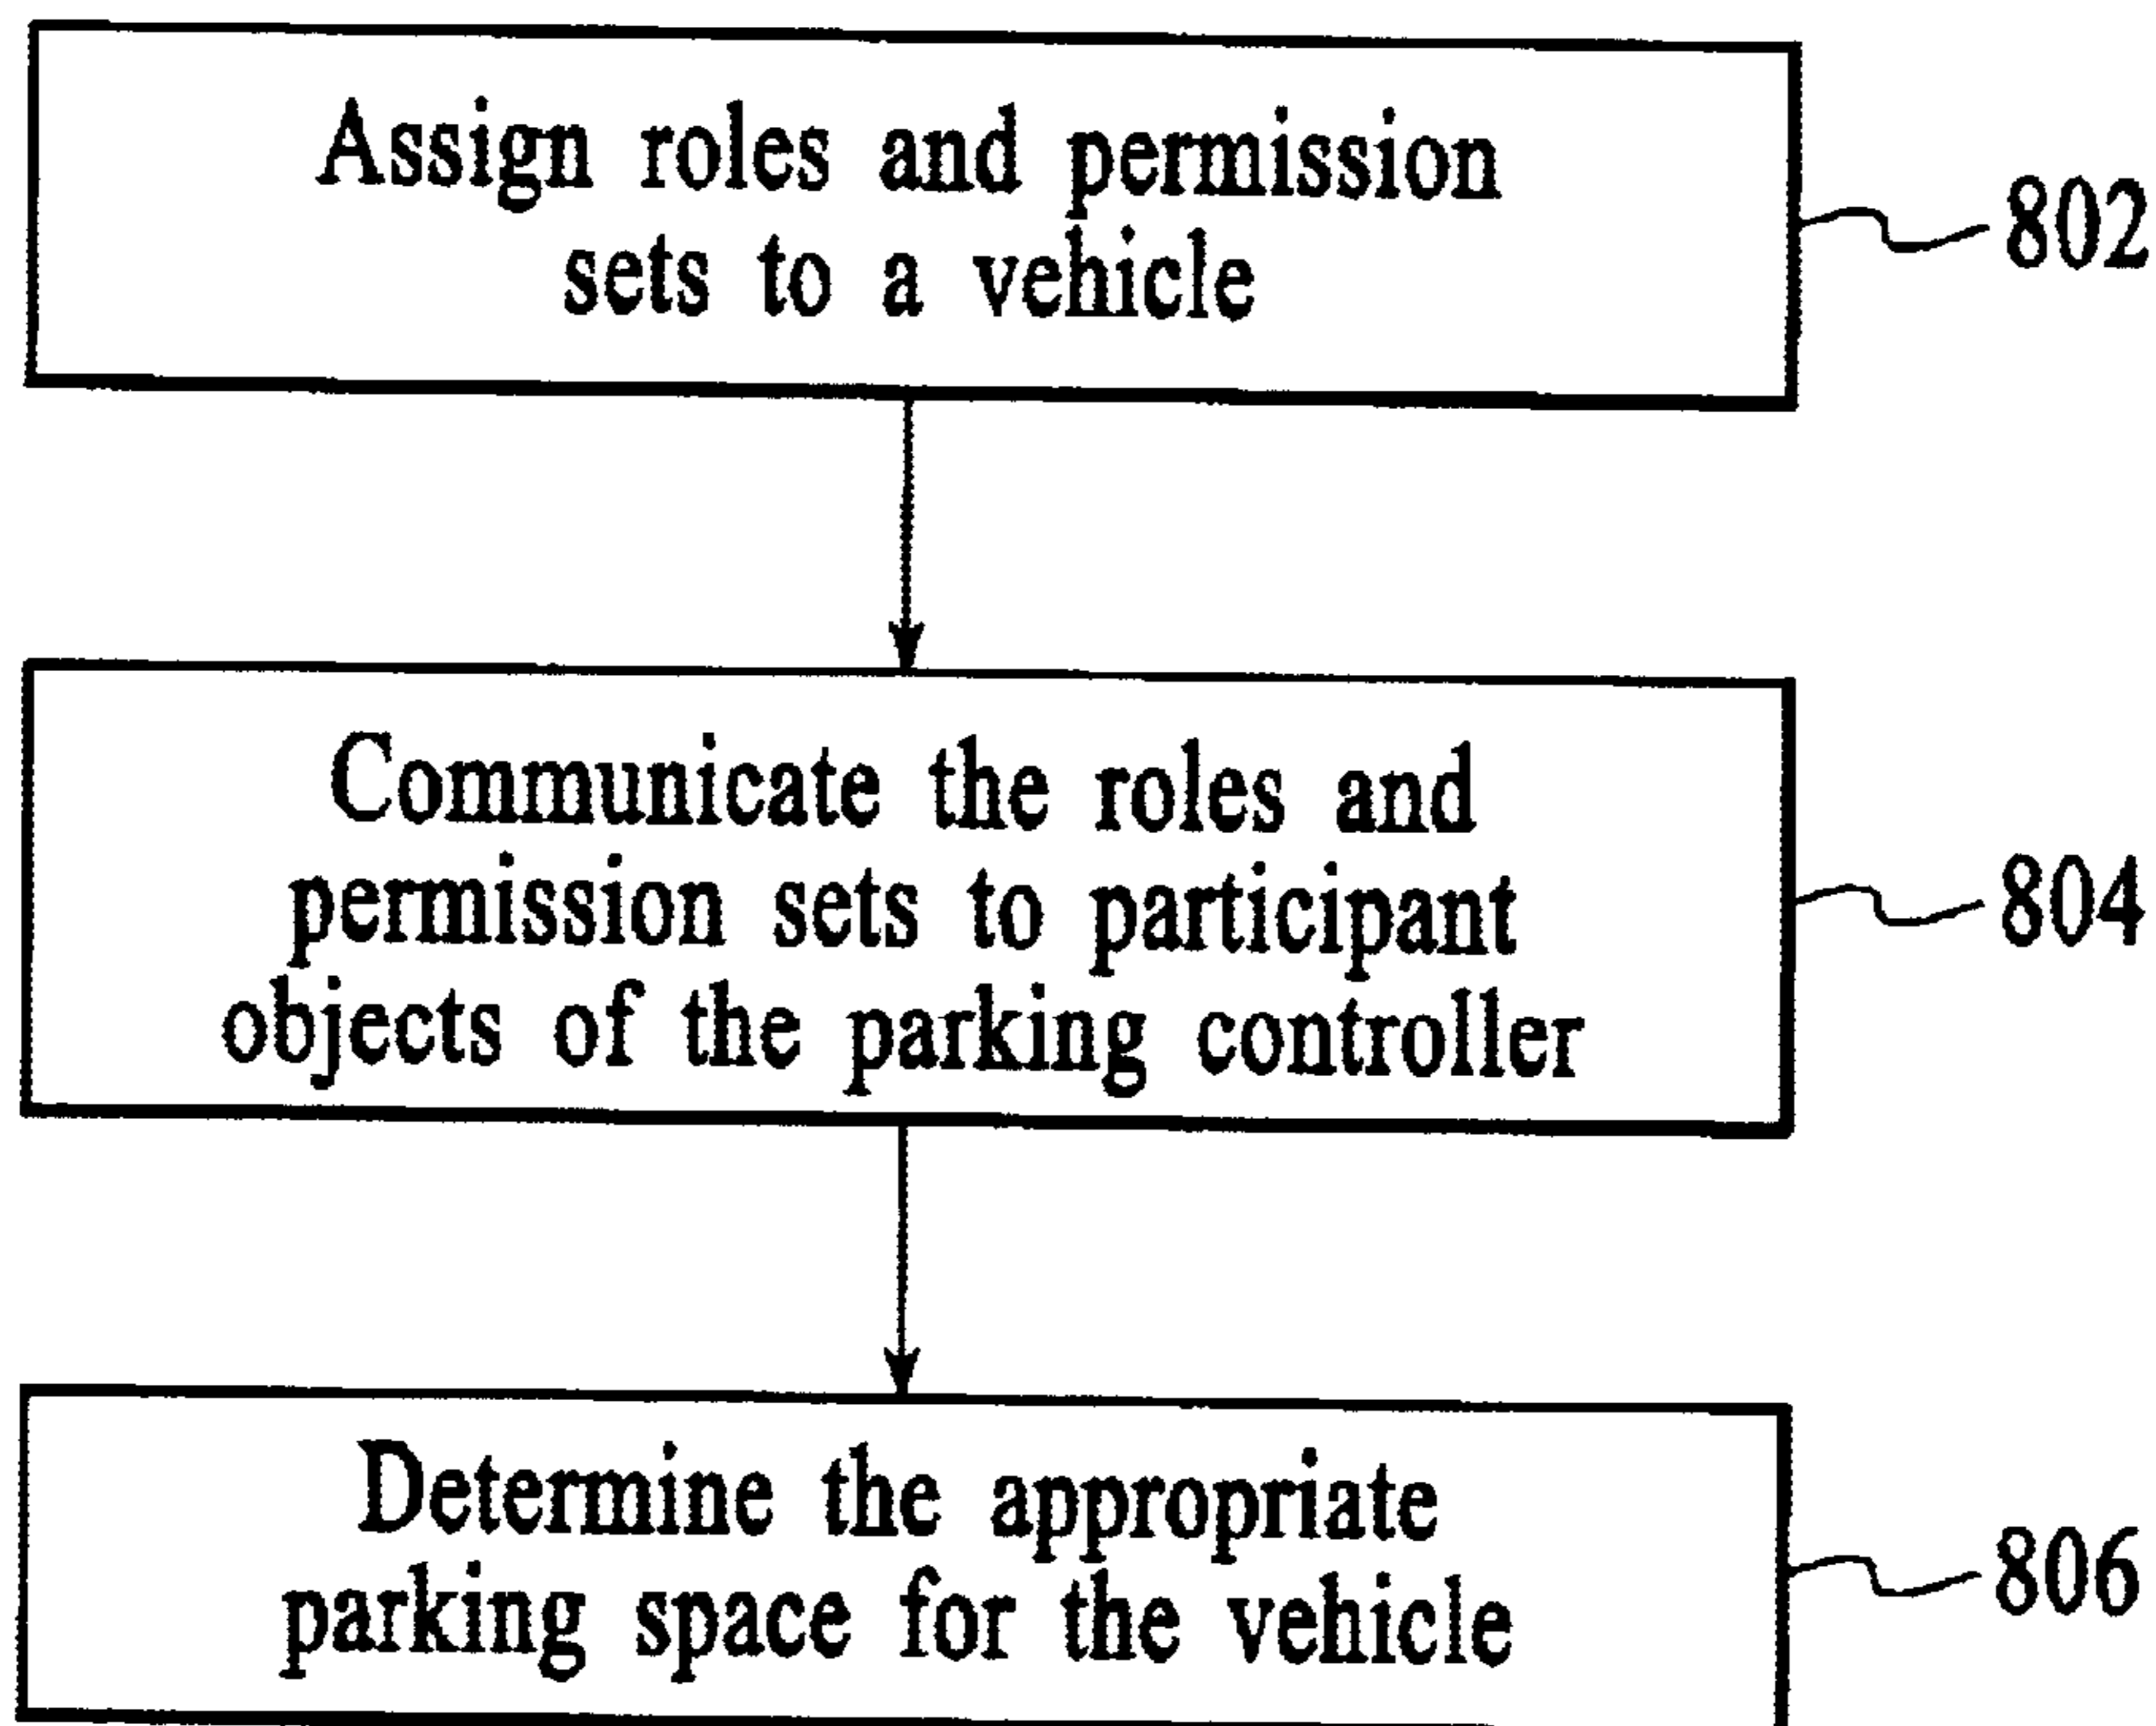 Assign roles and permission
sets to a vehicle
802
Communicate the roles and
permission sets to participant
objects of the parking controller
804
Determine the appropriate
parking space for the vehicle
806